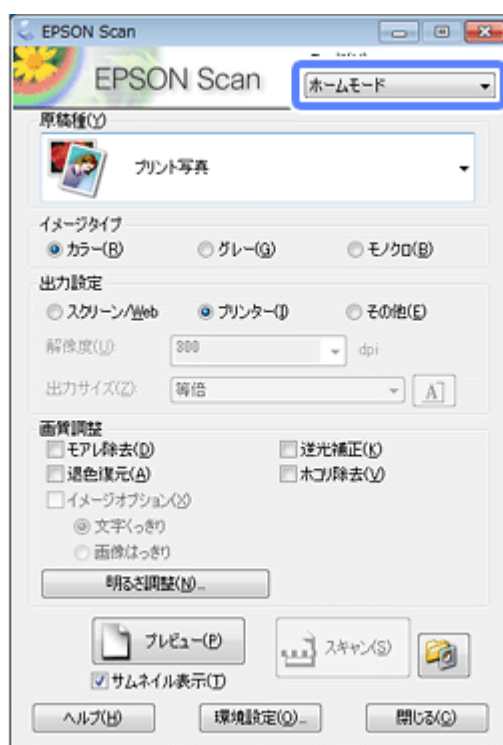 EPSON Scan
EPSON Scan
ホームモード
原稿種(Y)
プリント写真
イメージタイプ
カラー(R) グレー(G) モノクロ(B)
出力設定
スクリーン/Web プリンター(I) その他(E)
解像度(U): 300 dpi
出力サイズ(Z): 等倍 A
画質調整
モアレ除去(D) 逆光補正(K)
退色復元(A) ホコリ除去(V)
イメージオプション(X)
文字くっきり
画像はっきり
明るさ調整(N)...
プレビュー(P) スキャン(S)
サムネイル表示(T)
ヘルプ(H) 環境設定(O)... 閉じる(C)